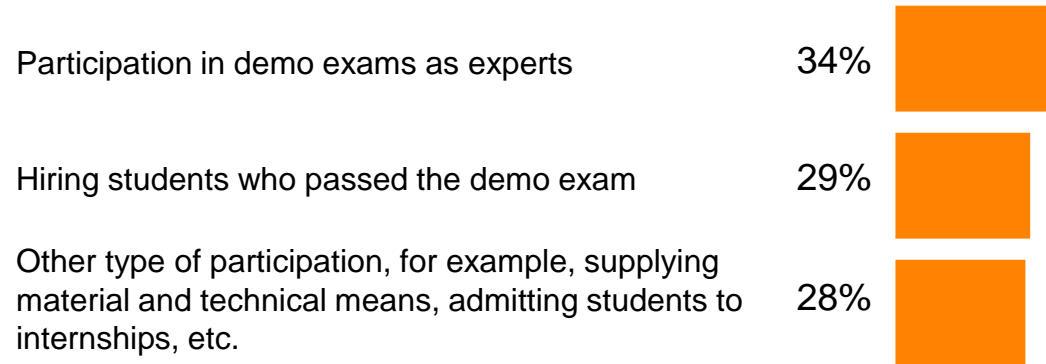 Participation in demo exams as experts 34%
Hiring students who passed the demo exam 29%
Other type of participation, for example, supplying
material and technical means, admitting students to 28%
internships, etc.